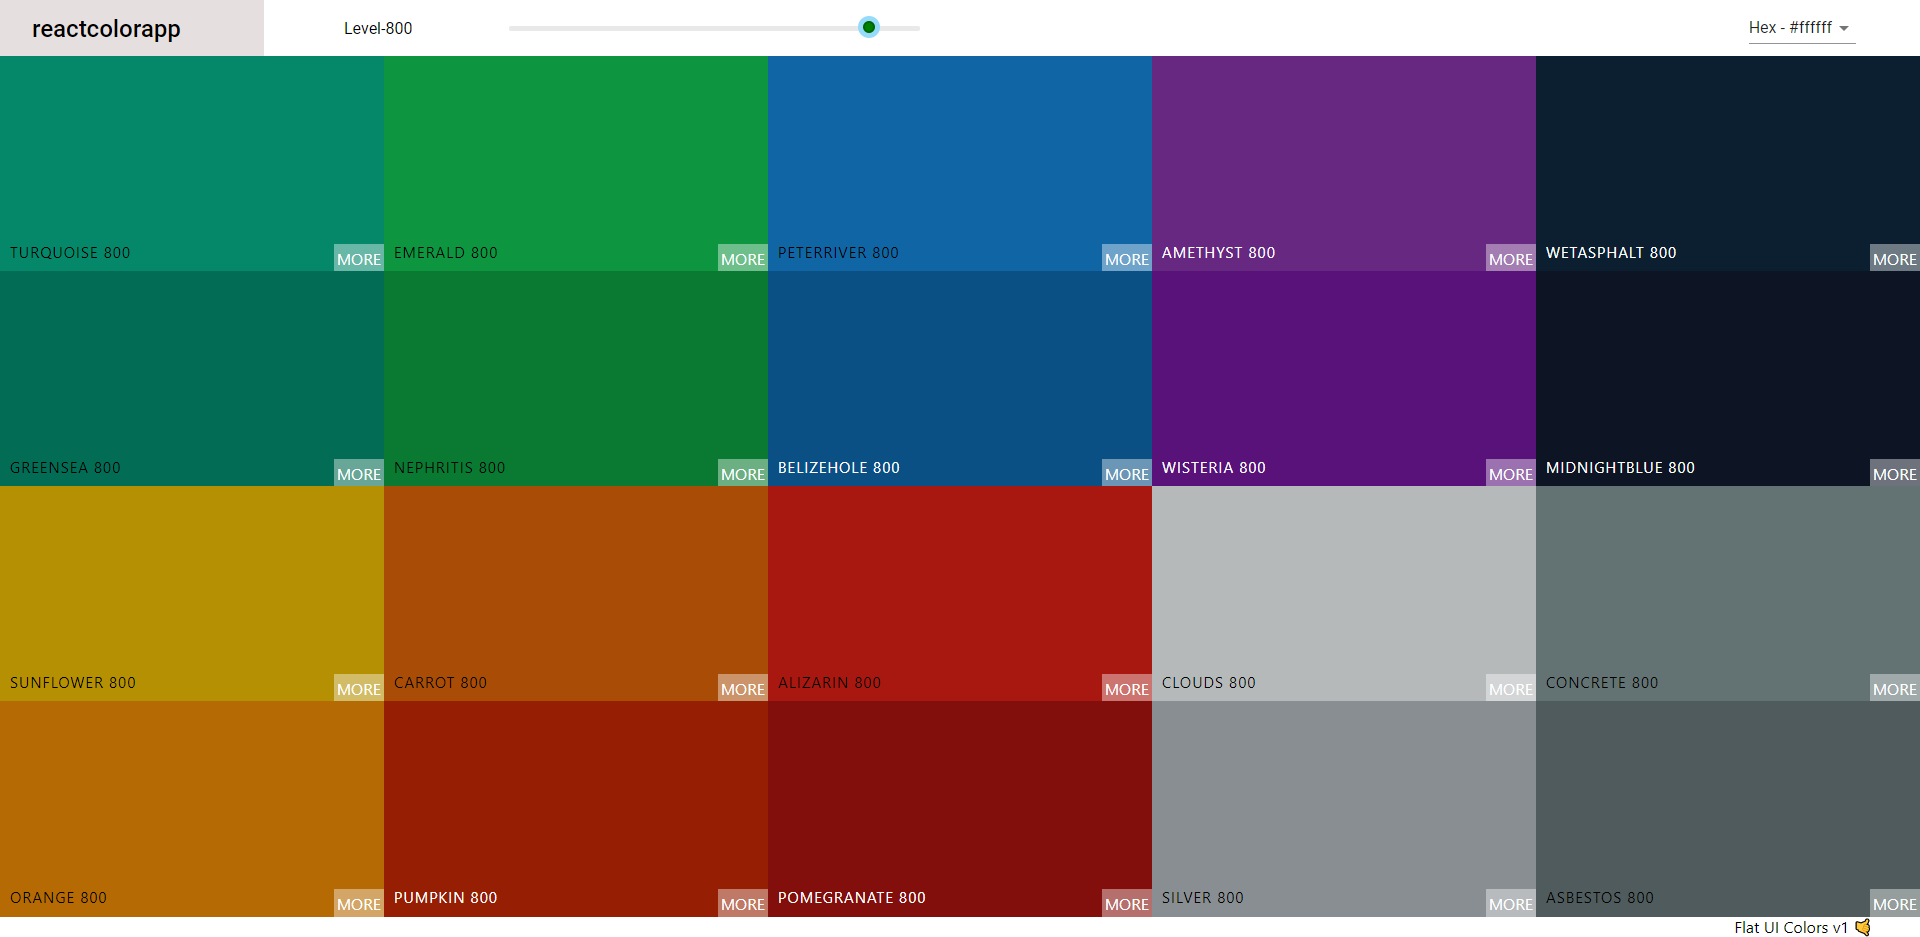 reactcolorapp Level-800 Hex - #ffffff
TURQUOISE 800 MORE EMERALD 800 MORE PETERRIVER 800 MORE AMETHYST 800 MORE WETASPHALT 800 MORE
GREENSEA 800 MORE NEPHRITIS 800 MORE BELIZEHOLE 800 MORE WISTERIA 800 MORE MIDNIGHTBLUE 800 MORE
SUNFLOWER 800 MORE CARROT 800 MORE ALIZARIN 800 MORE CLOUDS 800 MORE CONCRETE 800 MORE
ORANGE 800 MORE PUMPKIN 800 MORE POMEGRANATE 800 MORE SILVER 800 MORE ASBESTOS 800 MORE
Flat UI Colors v1